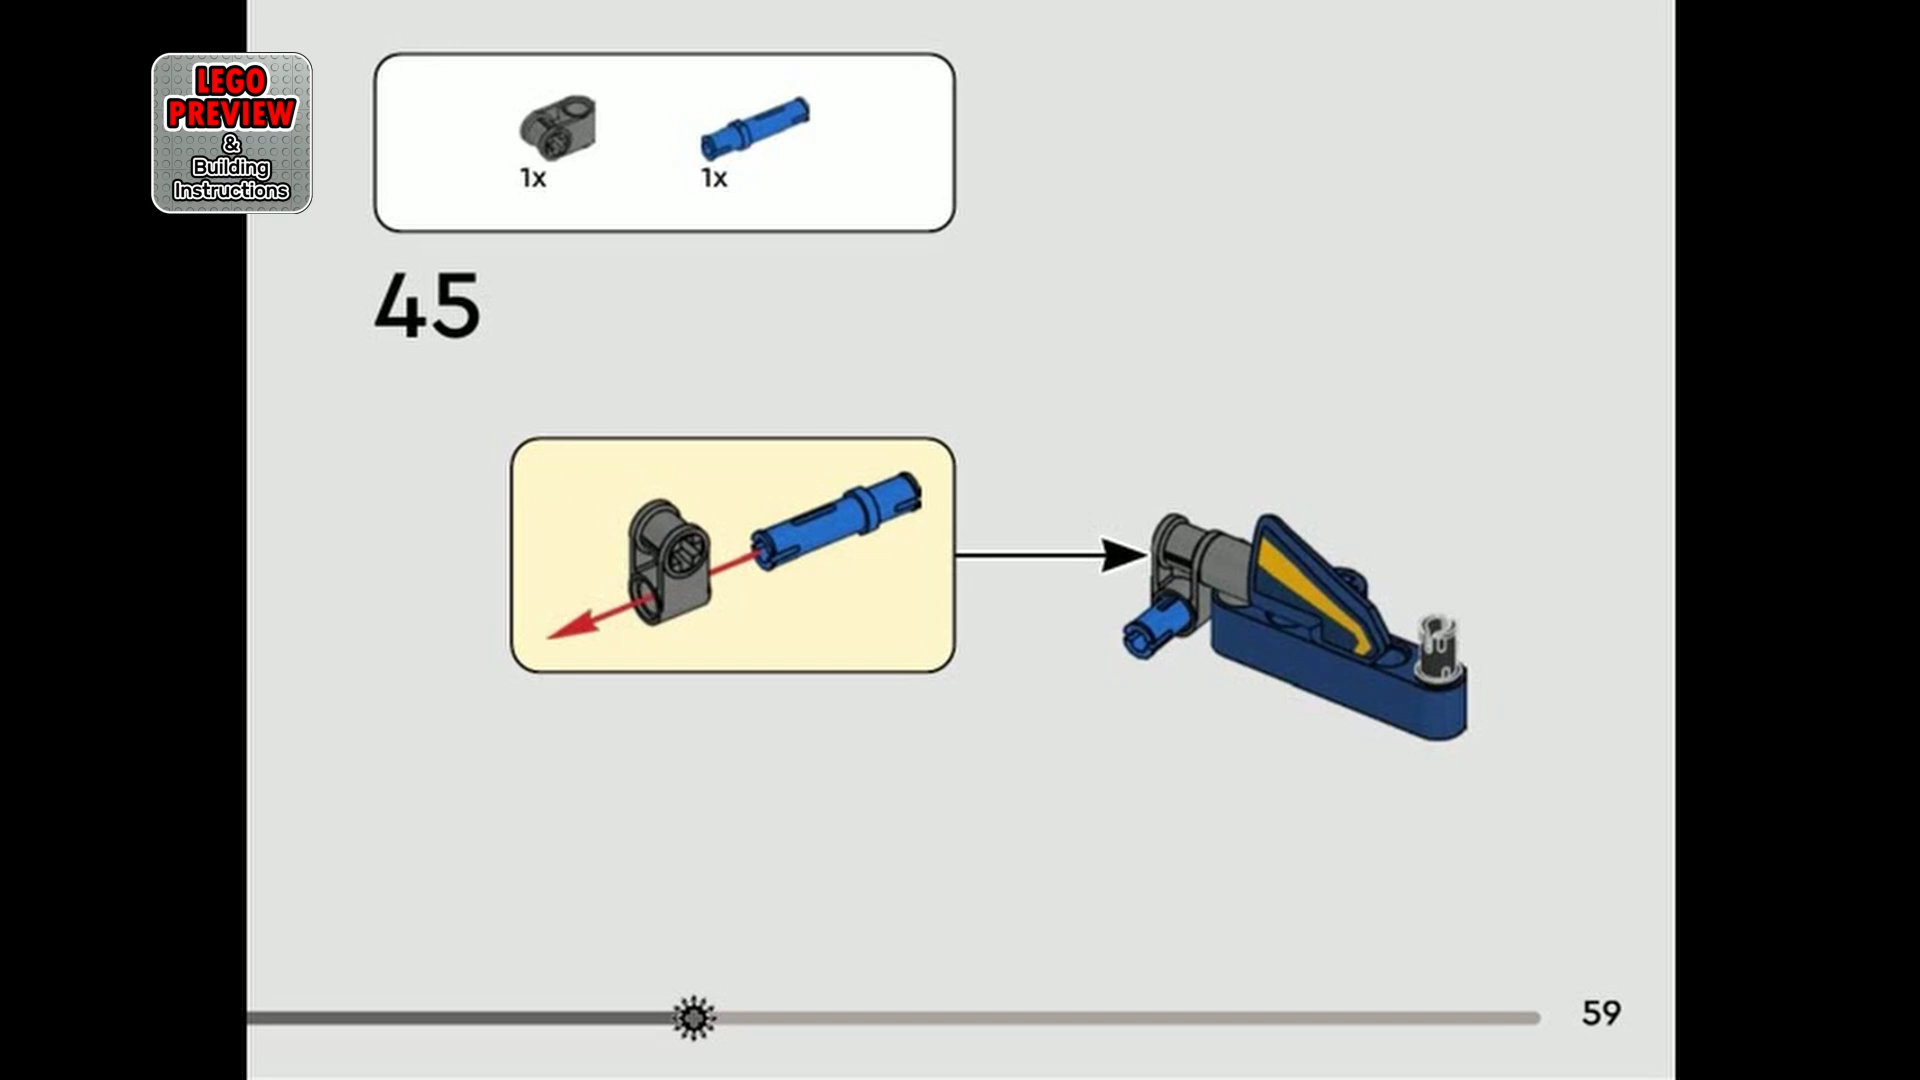 LEGO
PREVIEW
&
Building
Instructions
1x 1x
45
59